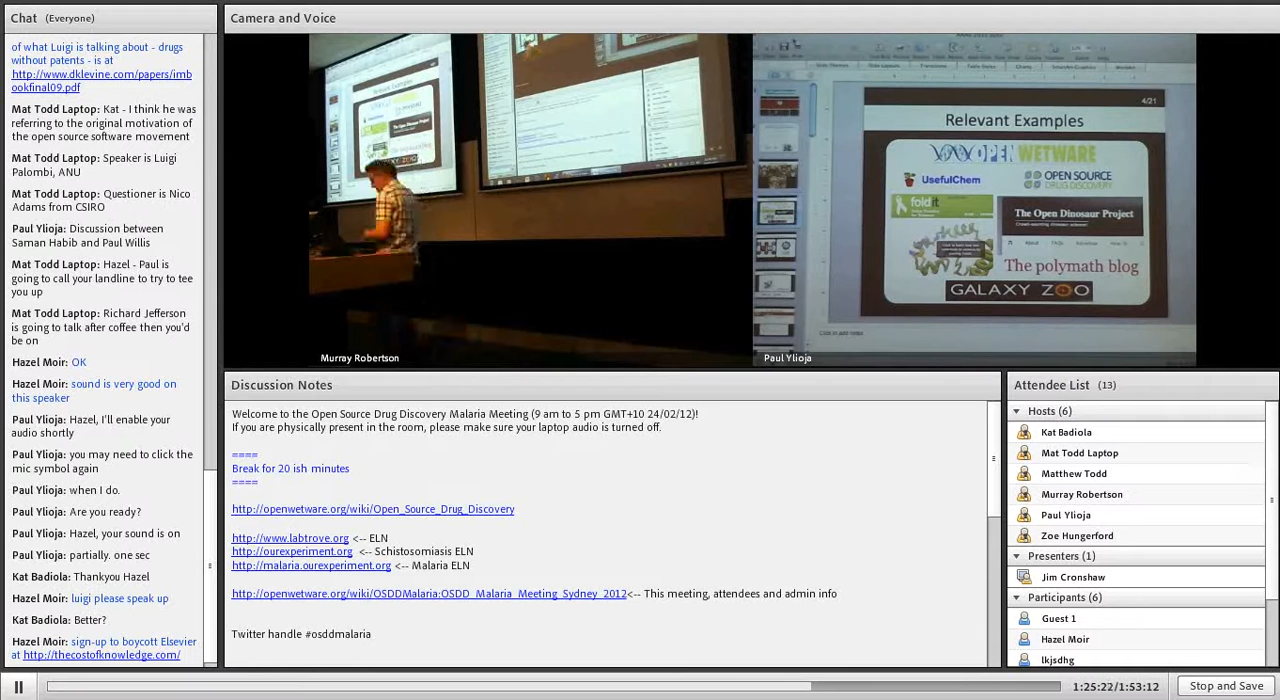 Chat (Everyone)
of what Luigi is talking about - drugs
without patents - is at
http://www.dklevine.com/papers/imb
ookfinal09.pdf
Mat Todd Laptop: Kat - I think he was
referring to the original motivation of
the open source software movement
Mat Todd Laptop: Speaker is Luigi
Palombi, ANU
Mat Todd Laptop: Questioner is Nico
Adams from CSIRO
Paul Ylioja: Discussion between
Saman Habib and Paul Willis
Mat Todd Laptop: Hazel - Paul is
going to call your landline to try to tee
you up
Mat Todd Laptop: Richard Jefferson
is going to talk after coffee then you'd
be on
Hazel Moir: OK
Hazel Moir: sound is very good on
this speaker
Paul Ylioja: Hazel, I'll enable your
audio shortly
Paul Ylioja: you may need to click the
mic symbol again
Paul Ylioja: when I do.
Paul Ylioja: Are you ready?
Paul Ylioja: Hazel, your sound is on
Paul Ylioja: partially. one sec
Kat Badiola: Thankyou Hazel
Hazel Moir: luigi please speak up
Kat Badiola: Better?
Hazel Moir: sign-up to boycott Elsevier
at http://thecostofknowledge.com/
Camera and Voice
Relevant Examples
Murray Robertson
4/21
Relevant Examples
OPENWETWARE
UsefulChem
OPEN SOURCE
DRUG DISCOVERY
foldit
The Open Dinosaur Project
The polymath blog
GALAXY ZOO
Click to add notes
Paul Ylioja
Discussion Notes
Welcome to the Open Source Drug Discovery Malaria Meeting (9 am to 5 pm GMT+10 24/02/12)!
If you are physically present in the room, please make sure your laptop audio is turned off.
====
Break for 20 ish minutes
====
http://openwetware.org/wiki/Open_Source_Drug_Discovery
http://www.labtrove.org <-- ELN
http://ourexperiment.org <-- Schistosomiasis ELN
http://malaria.ourexperiment.org <-- Malaria ELN
http://openwetware.org/wiki/OSDDMalaria:OSDD_Malaria_Meeting_Sydney_2012<-- This meeting, attendees and admin info
Twitter handle #osddmalaria
Attendee List (13)
Hosts (6)
Kat Badiola
Mat Todd Laptop
Matthew Todd
Murray Robertson
Paul Ylioja
Zoe Hungerford
Presenters (1)
Jim Cronshaw
Participants (6)
Guest 1
Hazel Moir
lkjsdhg
1:25:22/1:53:12
Stop and Save